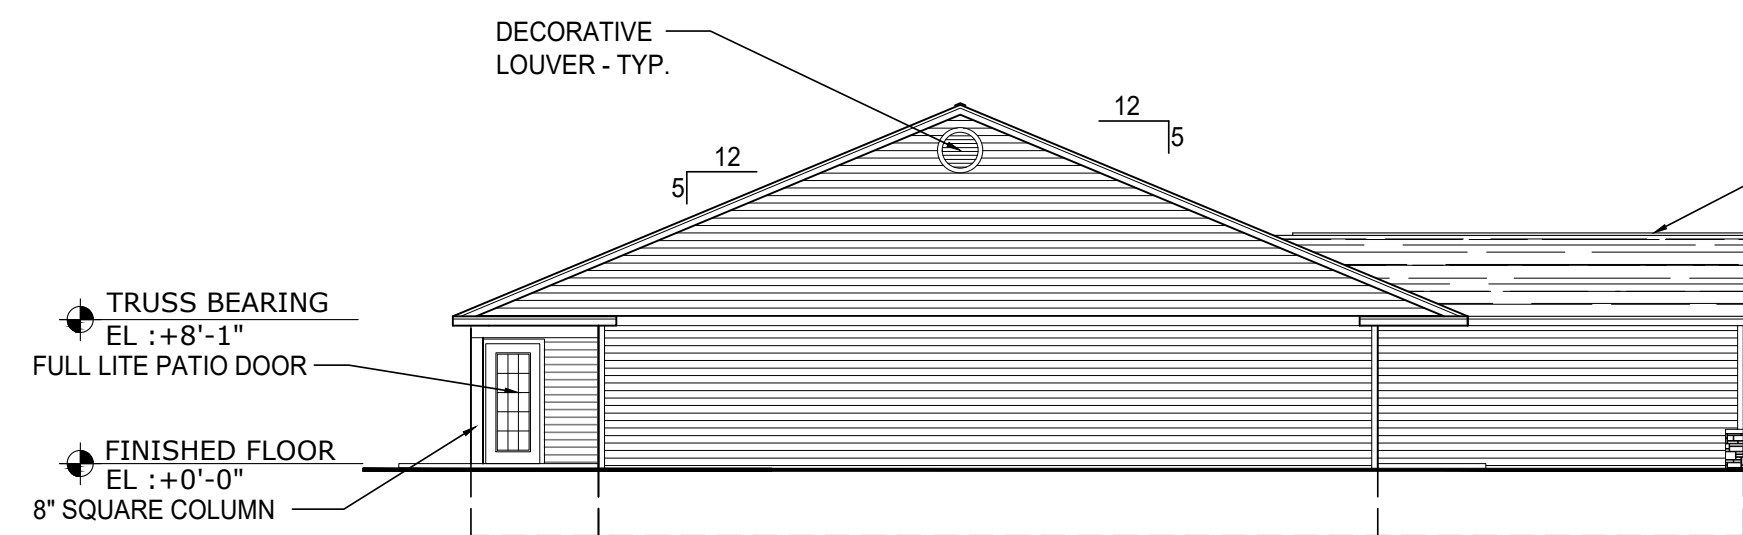 DECORATIVE
LOUVER - TYP.
12
5
12
5
TRUSS BEARING
EL :+8'-1"
FULL LITE PATIO DOOR
FINISHED FLOOR
EL :+0'-0"
8" SQUARE COLUMN